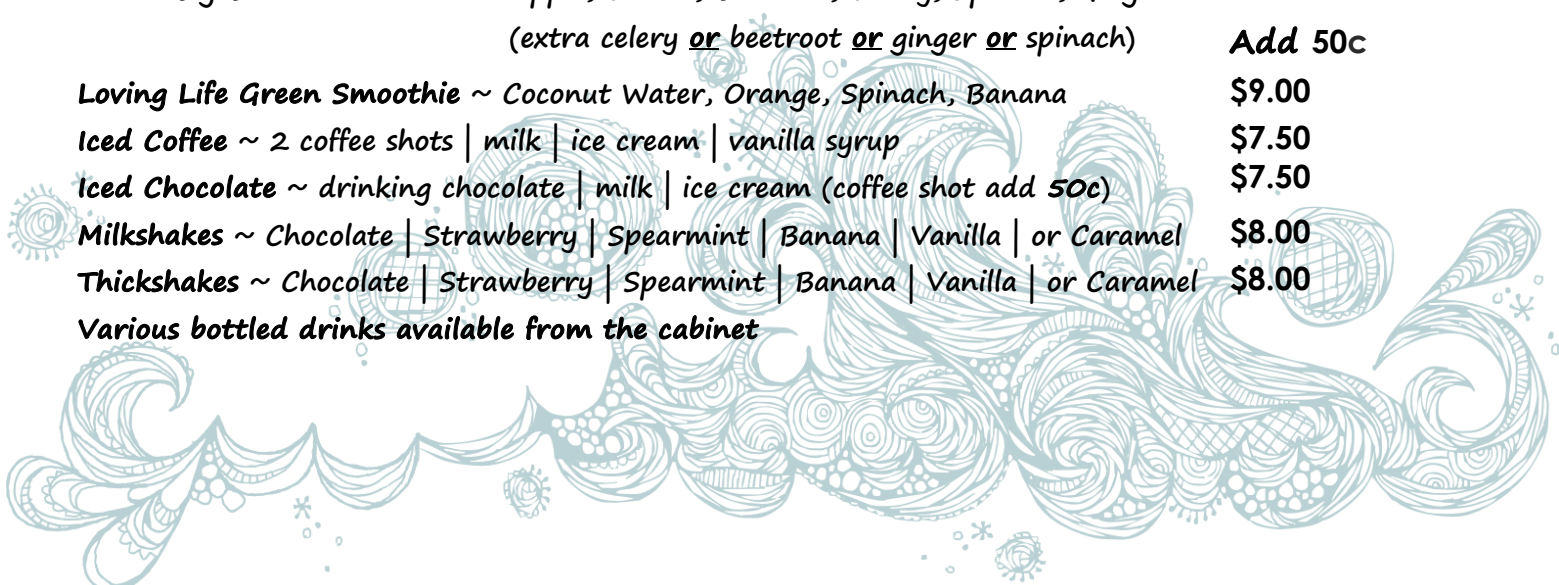 (extra celery or beetroot or ginger or spinach) Add 50c
Loving Life Green Smoothie ~ Coconut Water, Orange, Spinach, Banana $9.00
Iced Coffee ~ 2 coffee shots | milk | ice cream | vanilla syrup $7.50
Iced Chocolate ~ drinking chocolate | milk | ice cream (coffee shot add 50c) $7.50
Milkshakes ~ Chocolate | Strawberry | Spearmint | Banana | Vanilla | or Caramel $8.00
Thickshakes ~ Chocolate | Strawberry | Spearmint | Banana | Vanilla | or Caramel $8.00
Various bottled drinks available from the cabinet